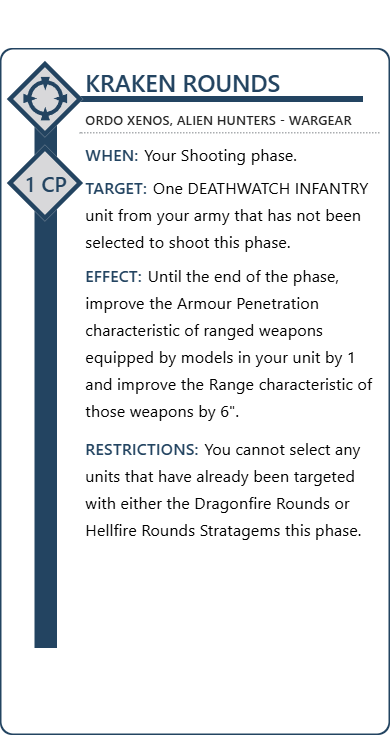 KRAKEN ROUNDS
ORDO XENOS, ALIEN HUNTERS - WARGEAR
WHEN: Your Shooting phase.
1 CP
TARGET: One DEATHWATCH INFANTRY
unit from your army that has not been
selected to shoot this phase.
EFFECT: Until the end of the phase,
improve the Armour Penetration
characteristic of ranged weapons
equipped by models in your unit by 1
and improve the Range characteristic of
those weapons by 6".
RESTRICTIONS: You cannot select any
units that have already been targeted
with either the Dragonfire Rounds or
Hellfire Rounds Stratagems this phase.